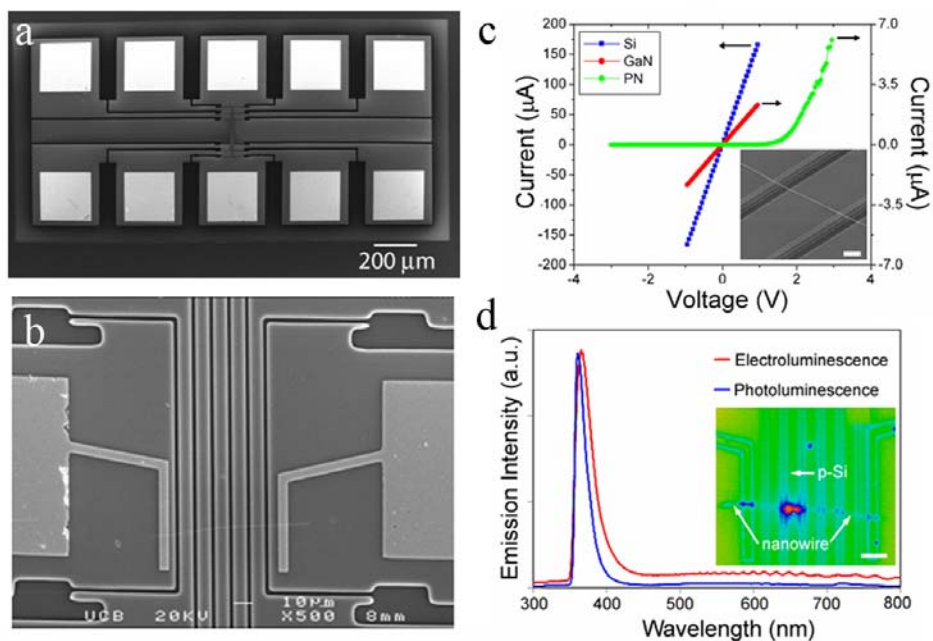 a
200 μm
b
UCB 20KV 10μm X500 8mm
c
Current (μA)
200
150
100
50
0
-50
-100
-150
-200
Si
GaN
PN
7.0
3.5
0.0
-3.5
-7.0
Current (μA)
-4 -2 0 2 4
Voltage (V)
d
Emission Intensity (a.u.)
Electroluminescence
Photoluminescence
p-Si
nanowire
300 400 500 600 700 800
Wavelength (nm)